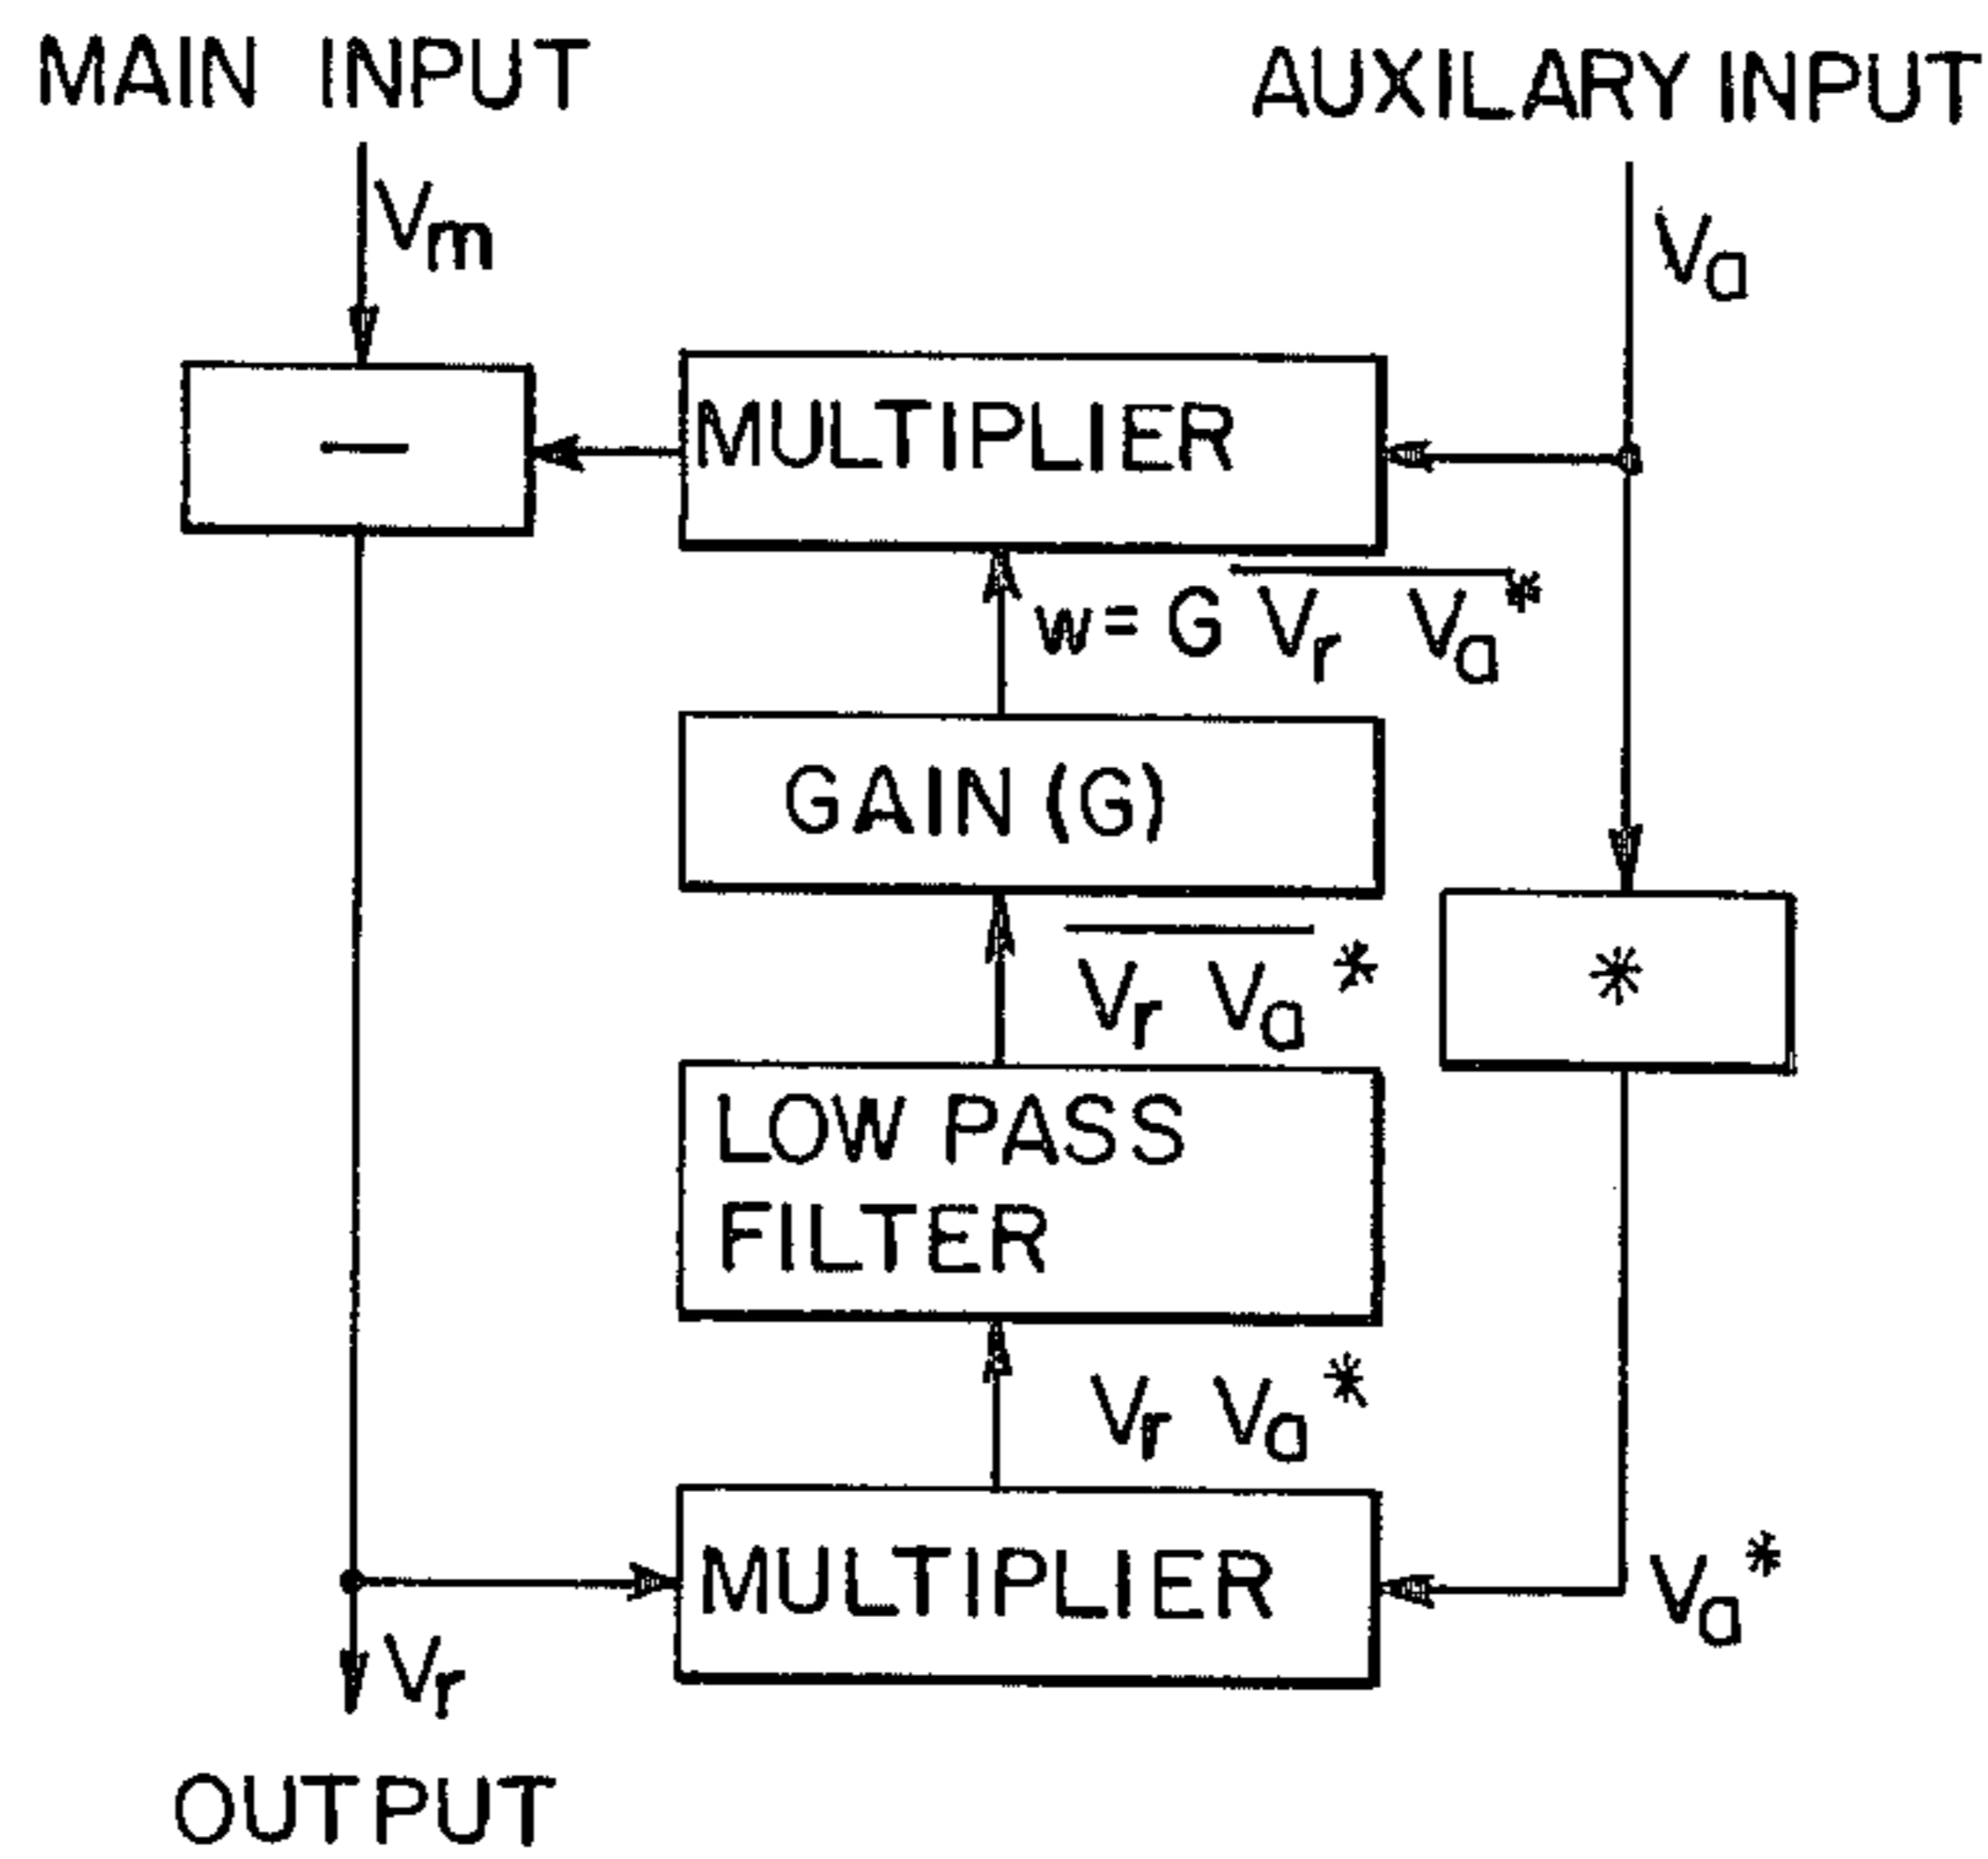 MAIN INPUT
AUXILARY INPUT
Vm
Va
−
MULTIPLIER
w= G Vr Va*
GAIN (G)
*
Vr Va*
LOW PASS
FILTER
Vr Va*
MULTIPLIER
Va*
Vr
OUTPUT